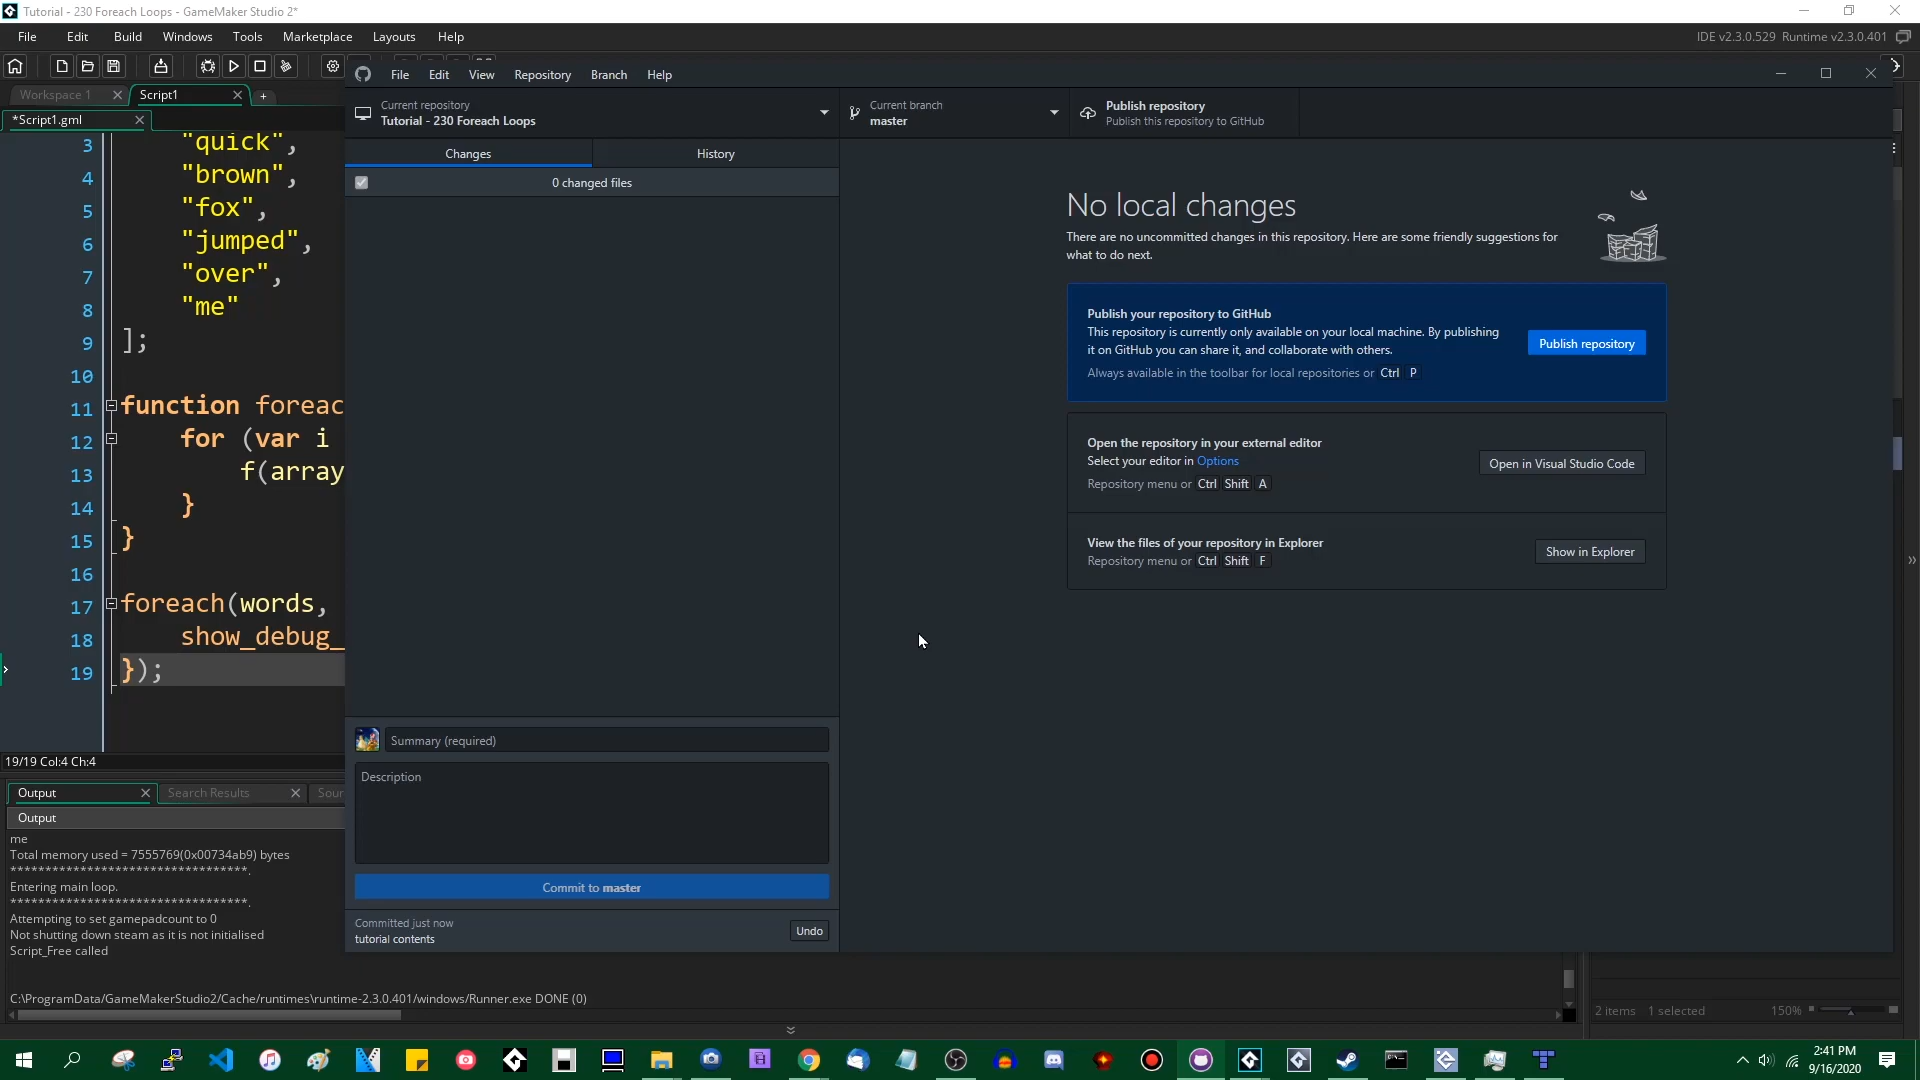 Tutorial - 230 Foreach Loops - GameMaker Studio 2*
File Edit Build Windows Tools Marketplace Layouts Help
IDE v2.3.0.529 Runtime v2.3.0.401
Workspace 1
Script1
*Script1.gml
3 "quick",
4 "brown",
5 "fox",
6 "jumped",
7 "over",
8 "me"
9 ];
10
11 function foreac
12 for (var i
13 f(array
14 }
15 }
16
17 foreach(words,
18 show_debug_
19 });
19/19 Col:4 Ch:4
Output
Search Results
Sour
Output
me
Total memory used = 7555769(0x00734ab9) bytes
**********************************.
Entering main loop.
**********************************.
Attempting to set gamepadcount to 0
Not shutting down steam as it is not initialised
Script_Free called
C:\ProgramData/GameMakerStudio2/Cache/runtimes\runtime-2.3.0.401/windows/Runner.exe DONE (0)
File Edit View Repository Branch Help
Current repository
Tutorial - 230 Foreach Loops
Current branch
master
Publish repository
Publish this repository to GitHub
Changes
History
0 changed files
No local changes
There are no uncommitted changes in this repository. Here are some friendly suggestions for
what to do next.
Publish your repository to GitHub
This repository is currently only available on your local machine. By publishing
it on GitHub you can share it, and collaborate with others.
Always available in the toolbar for local repositories or Ctrl P
Publish repository
Open the repository in your external editor
Select your editor in Options
Repository menu or Ctrl Shift A
Open in Visual Studio Code
View the files of your repository in Explorer
Repository menu or Ctrl Shift F
Show in Explorer
Summary (required)
Description
Commit to master
Committed just now
tutorial contents
Undo
2 items 1 selected
150%
2:41 PM
9/16/2020